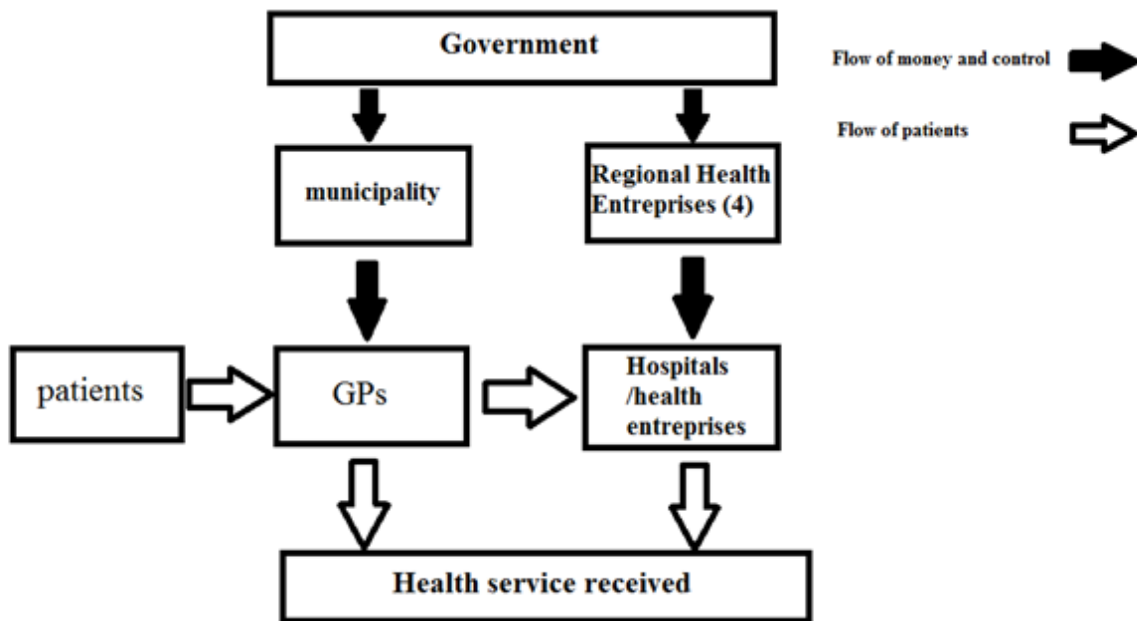 Government
Flow of money and control
Flow of patients
municipality
Regional Health
Entreprises (4)
patients
GPs
Hospitals
/health
entreprises
Health service received